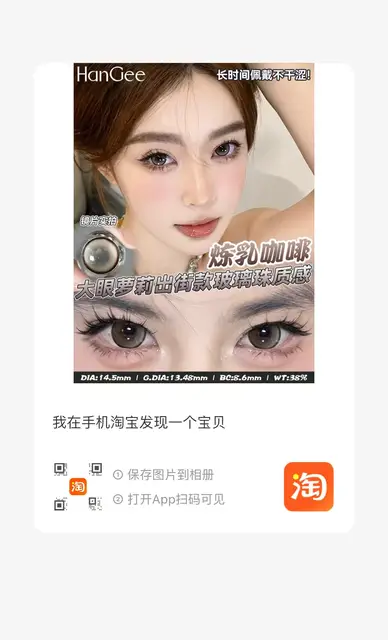 HanGee
长时间佩戴不干涩!
镜片实拍
炼乳咖啡
大眼萝莉出街款玻璃珠质感
DIA:14.5mm | G.DIA:13.48mm | BC:8.6mm | WT:38%
我在手机淘宝发现一个宝贝
淘
① 保存图片到相册
② 打开App扫码可见
淘